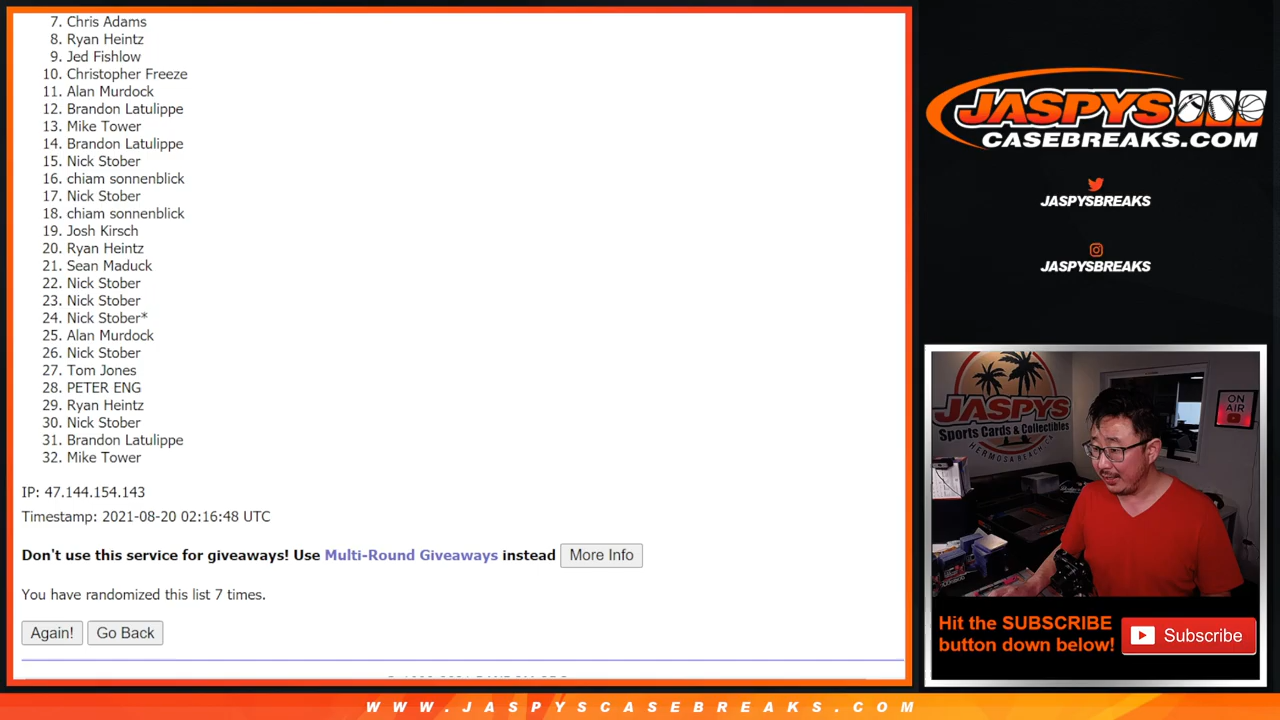 7. Chris Adams
8. Ryan Heintz
9. Jed Fishlow
10. Christopher Freeze
11. Alan Murdock
12. Brandon Latulippe
13. Mike Tower
14. Brandon Latulippe
15. Nick Stober
16. chiam sonnenblick
17. Nick Stober
18. chiam sonnenblick
19. Josh Kirsch
20. Ryan Heintz
21. Sean Maduck
22. Nick Stober
23. Nick Stober
24. Nick Stober*
25. Alan Murdock
26. Nick Stober
27. Tom Jones
28. PETER ENG
29. Ryan Heintz
30. Nick Stober
31. Brandon Latulippe
32. Mike Tower
IP: 47.144.154.143
Timestamp: 2021-08-20 02:16:48 UTC
Don't use this service for giveaways! Use Multi-Round Giveaways instead More Info
You have randomized this list 7 times.
Again! Go Back
JASPYS
CASEBREAKS.COM
JASPYSBREAKS
JASPYSBREAKS
JASPYS
Sports Cards & Collectibles
HERMOSA BEACH, CA
ON
AIR
Hit the SUBSCRIBE
button down below!
Subscribe
WWW.JASPYSCASEBREAKS.COM